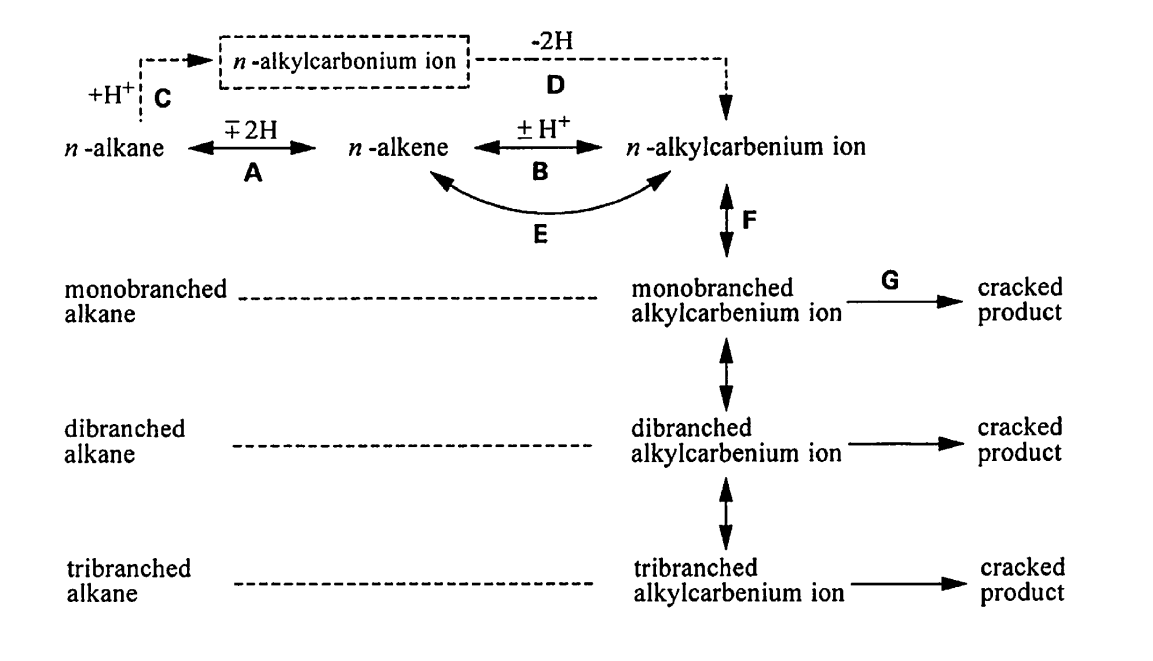 -2H
n -alkylcarbonium ion
D
+H⁺
C
∓2H
± H⁺
n -alkane
n -alkene
n -alkylcarbenium ion
A
B
E
F
G
monobranched
alkane
monobranched
alkylcarbenium ion
cracked
product
dibranched
alkane
dibranched
alkylcarbenium ion
cracked
product
tribranched
alkane
tribranched
alkylcarbenium ion
cracked
product